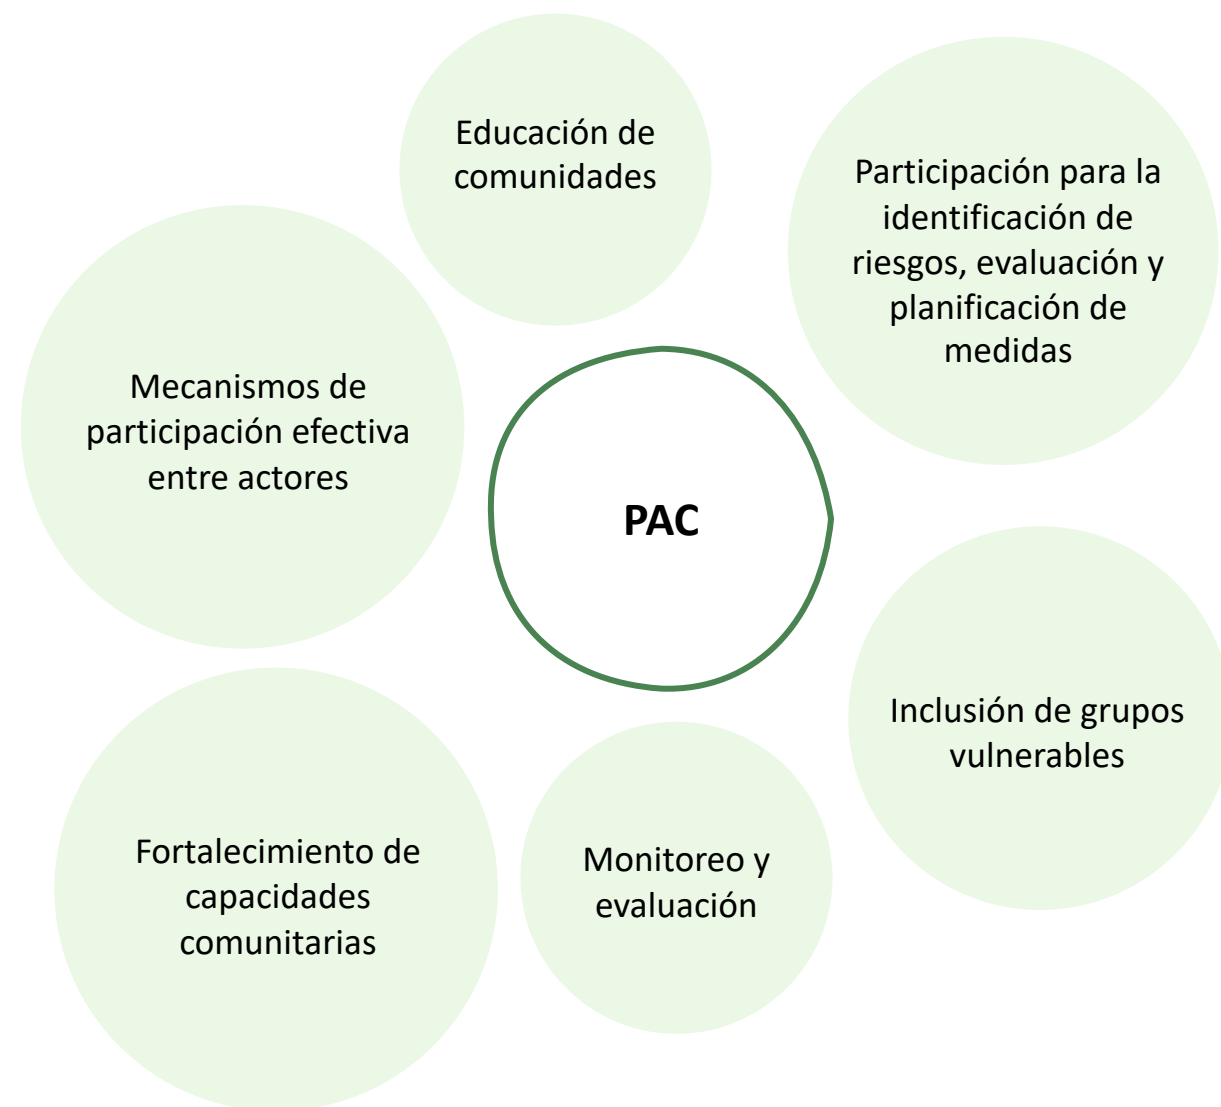 Educación de
comunidades
Participación para la
identificación de
riesgos, evaluación y
planificación de
medidas
Mecanismos de
participación efectiva
entre actores
PAC
Inclusión de grupos
vulnerables
Fortalecimiento de
capacidades
comunitarias
Monitoreo y
evaluación